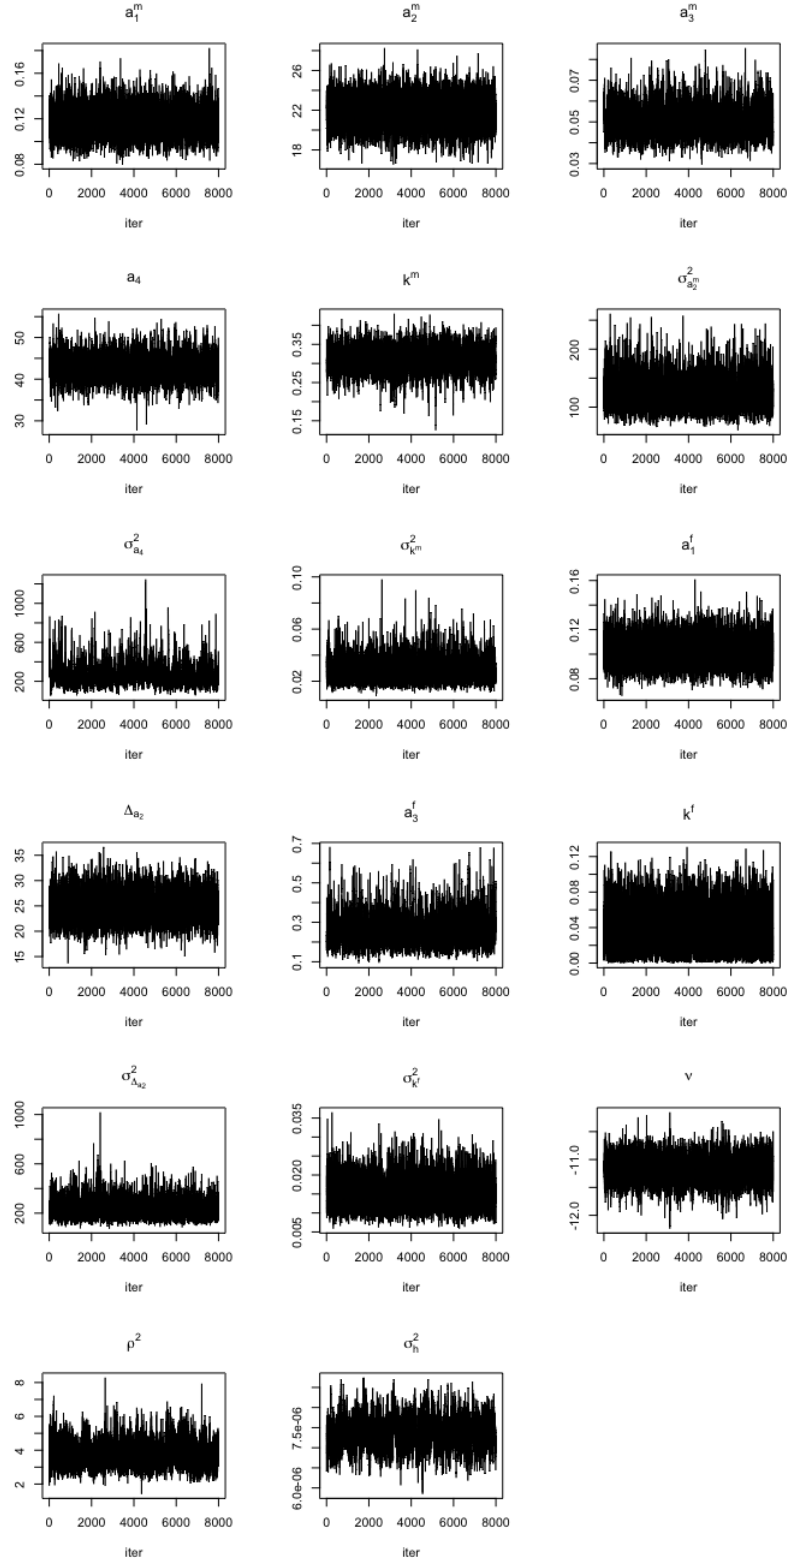 a₁ᵐ a₂ᵐ a₃ᵐ
0.08 0.12 0.16
18 22 26
0.03 0.05 0.07
0 2000 4000 6000 8000 0 2000 4000 6000 8000 0 2000 4000 6000 8000
iter iter iter
a₄ kᵐ σ²_{a₂ᵐ}
30 40 50
0.15 0.25 0.35
100 200
0 2000 4000 6000 8000 0 2000 4000 6000 8000 0 2000 4000 6000 8000
iter iter iter
σ²_{a₄} σ²_{kᵐ} a₁ᶠ
200 600 1000
0.02 0.06 0.10
0.08 0.12 0.16
0 2000 4000 6000 8000 0 2000 4000 6000 8000 0 2000 4000 6000 8000
iter iter iter
Δ_{a₂} a₃ᶠ kᶠ
15 20 25 30 35
0.1 0.3 0.5 0.7
0.00 0.04 0.08 0.12
0 2000 4000 6000 8000 0 2000 4000 6000 8000 0 2000 4000 6000 8000
iter iter iter
σ²_{Δ_{a₂}} σ²_{kᶠ} ν
200 600 1000
0.005 0.020 0.035
-12.0 -11.0
0 2000 4000 6000 8000 0 2000 4000 6000 8000 0 2000 4000 6000 8000
iter iter iter
ρ² σ²_h
2 4 6 8
6.0e-06 7.5e-06
0 2000 4000 6000 8000 0 2000 4000 6000 8000
iter iter